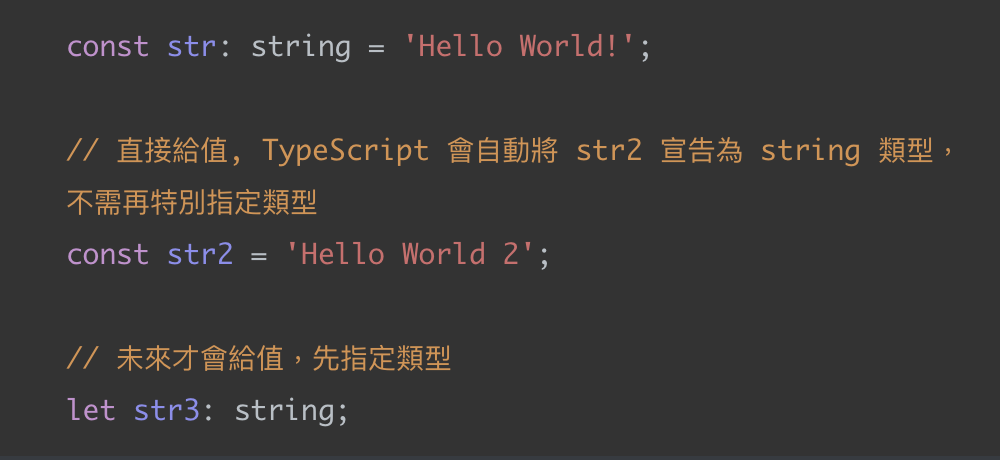 const str: string = 'Hello World!';
// 直接給值, TypeScript 會自動將 str2 宣告為 string 類型，
不需再特別指定類型
const str2 = 'Hello World 2';
// 未來才會給值，先指定類型
let str3: string;